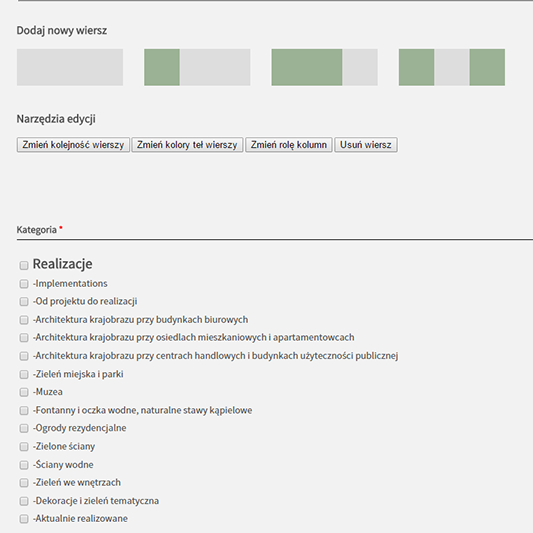 Dodaj nowy wiersz
Narzędzia edycji
Zmień kolejność wierszy Zmień kolory teł wierszy Zmień rolę kolumn Usuń wiersz
Kategoria *
Realizacje
-Implementations
-Od projektu do realizacji
-Architektura krajobrazu przy budynkach biurowych
-Architektura krajobrazu przy osiedlach mieszkaniowych i apartamentowcach
-Architektura krajobrazu przy centrach handlowych i budynkach użyteczności publicznej
-Zieleń miejska i parki
-Muzea
-Fontanny i oczka wodne, naturalne stawy kąpielowe
-Ogrody rezydencjalne
-Zielone ściany
-Ściany wodne
-Zieleń we wnętrzach
-Dekoracje i zieleń tematyczna
-Aktualnie realizowane